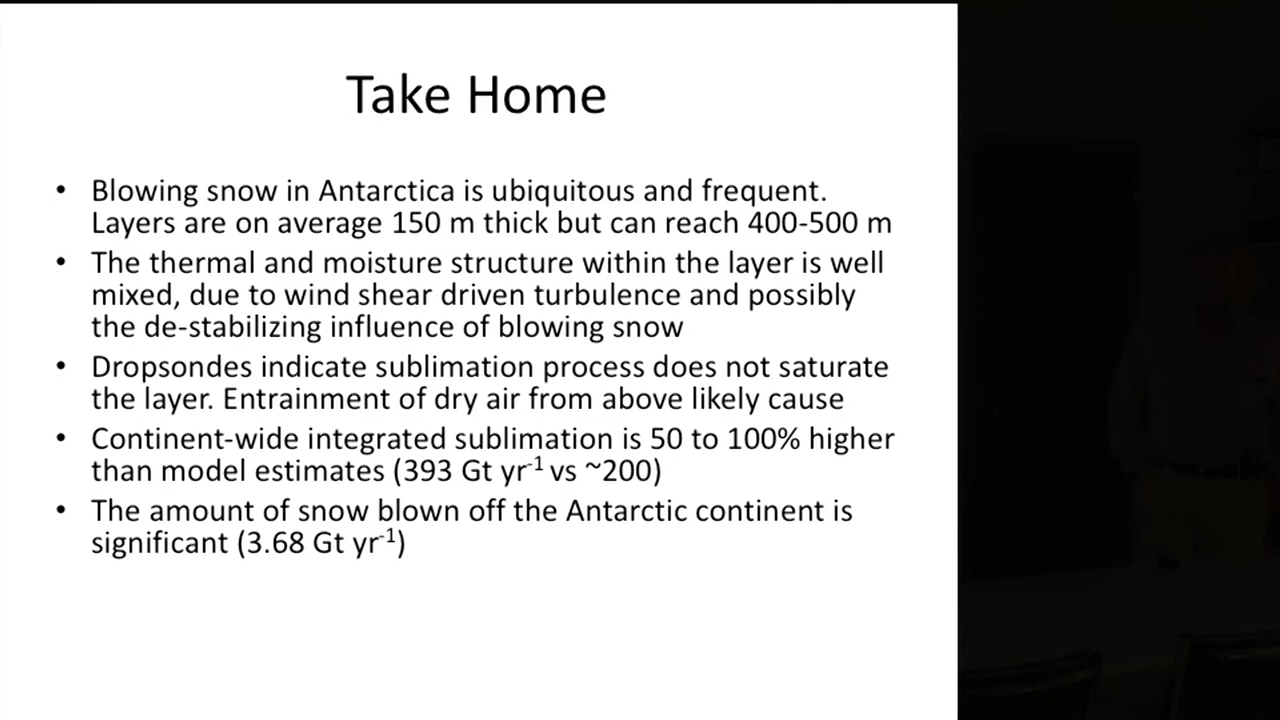 Take Home
• Blowing snow in Antarctica is ubiquitous and frequent.
Layers are on average 150 m thick but can reach 400-500 m
• The thermal and moisture structure within the layer is well
mixed, due to wind shear driven turbulence and possibly
the de-stabilizing influence of blowing snow
• Dropsondes indicate sublimation process does not saturate
the layer. Entrainment of dry air from above likely cause
• Continent-wide integrated sublimation is 50 to 100% higher
than model estimates (393 Gt yr⁻¹ vs ~200)
• The amount of snow blown off the Antarctic continent is
significant (3.68 Gt yr⁻¹)